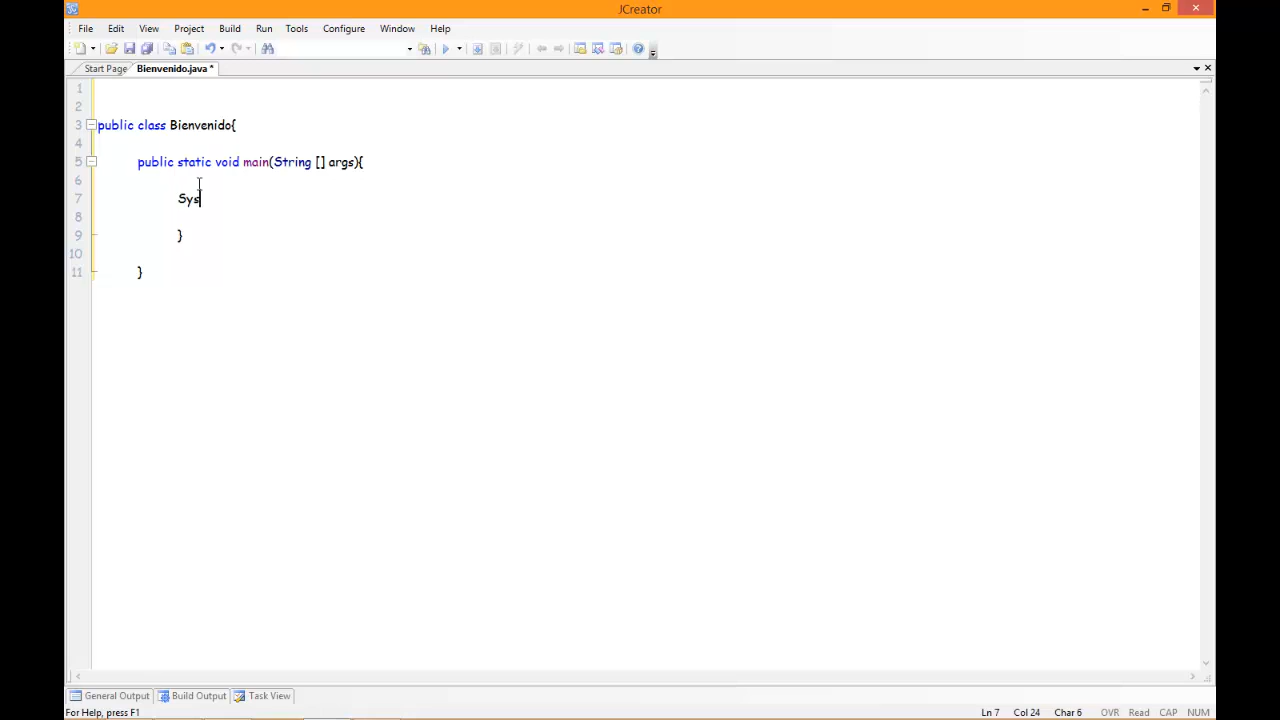 JCreator
File Edit View Project Build Run Tools Configure Window Help
Start Page Bienvenido.java *
1
2
3 public class Bienvenido{
4
5 public static void main(String [] args){
6
7 Sys
8
9 }
10
11 }
General Output Build Output Task View
For Help, press F1 Ln 7 Col 24 Char 6 OVR Read CAP NUM